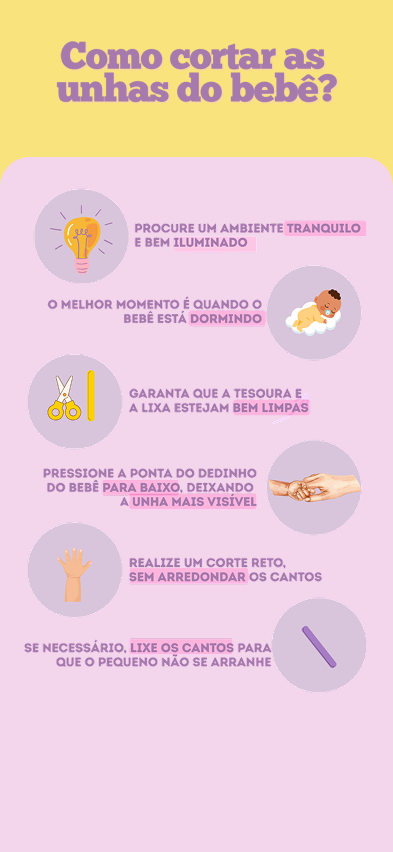 Como cortar as
unhas do bebê?
PROCURE UM AMBIENTE TRANQUILO
E BEM ILUMINADO
O MELHOR MOMENTO É QUANDO O
BEBÊ ESTÁ DORMINDO
GARANTA QUE A TESOURA E
A LIXA ESTEJAM BEM LIMPAS
PRESSIONE A PONTA DO DEDINHO
DO BEBÊ PARA BAIXO, DEIXANDO
A UNHA MAIS VISÍVEL
REALIZE UM CORTE RETO,
SEM ARREDONDAR OS CANTOS
SE NECESSÁRIO, LIXE OS CANTOS PARA
QUE O PEQUENO NÃO SE ARRANHE